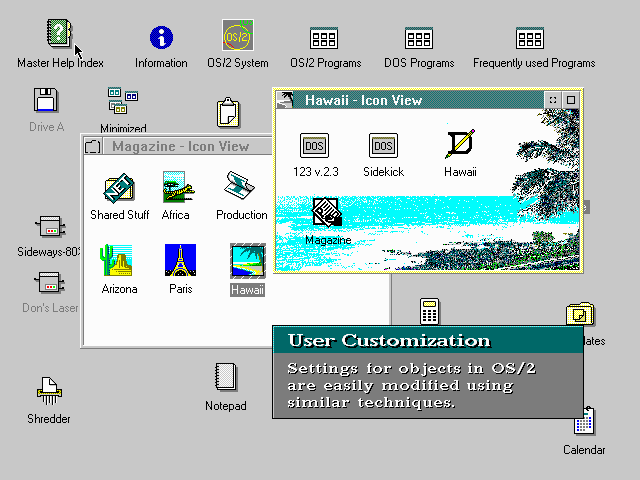 Master Help Index
Information
OS/2
OS/2 System
OS/2 Programs
DOS Programs
Frequently used Programs
Drive A
Minimized
Hawaii - Icon View
Magazine - Icon View
DOS
DOS
123 v.2.3
Sidekick
Hawaii
Shared Stuff
Africa
Production
Magazine
Sideways-80
Arizona
Paris
Hawaii
Don's Laser
User Customization
Settings for objects in OS/2
are easily modified using
similar techniques.
lates
Notepad
Shredder
Calendar